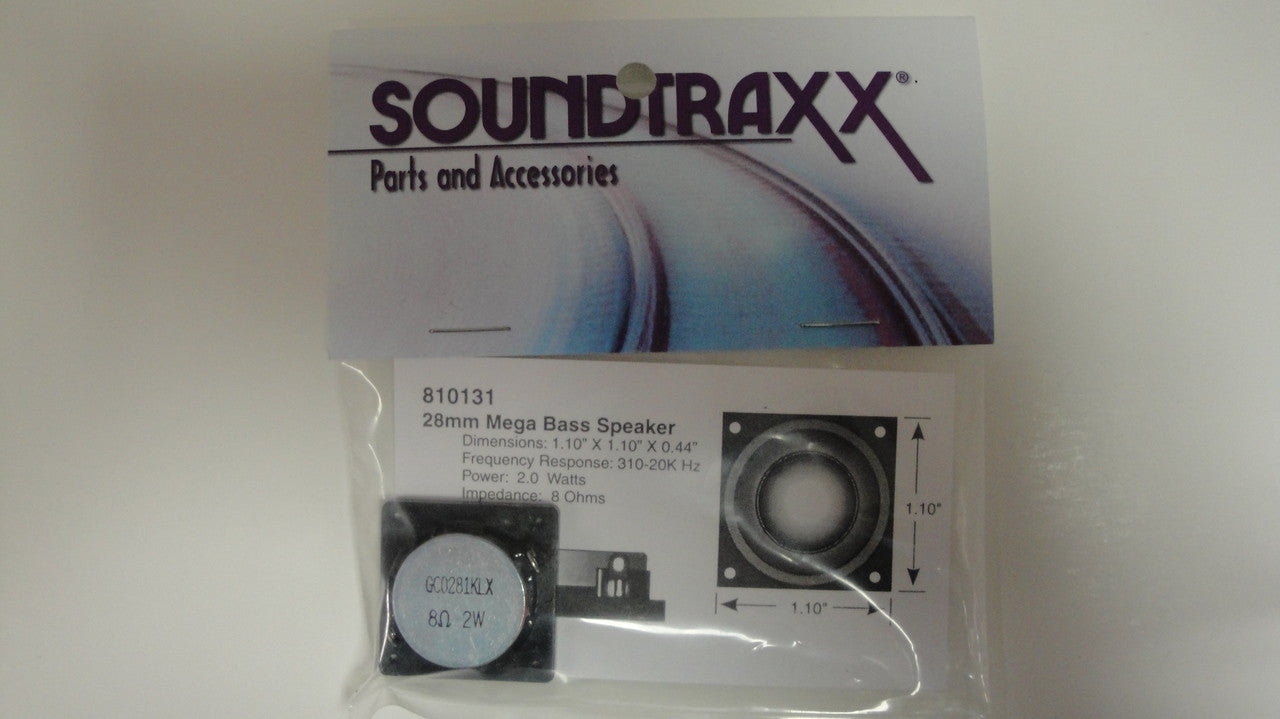 SOUNDTRAXX®
Parts and Accessories
810131
28mm Mega Bass Speaker
Dimensions: 1.10" X 1.10" X 0.44"
Frequency Response: 310-20K Hz
Power: 2.0 Watts
Impedance: 8 Ohms
1.10"
1.10"
GC0281KLX
8Ω 2W